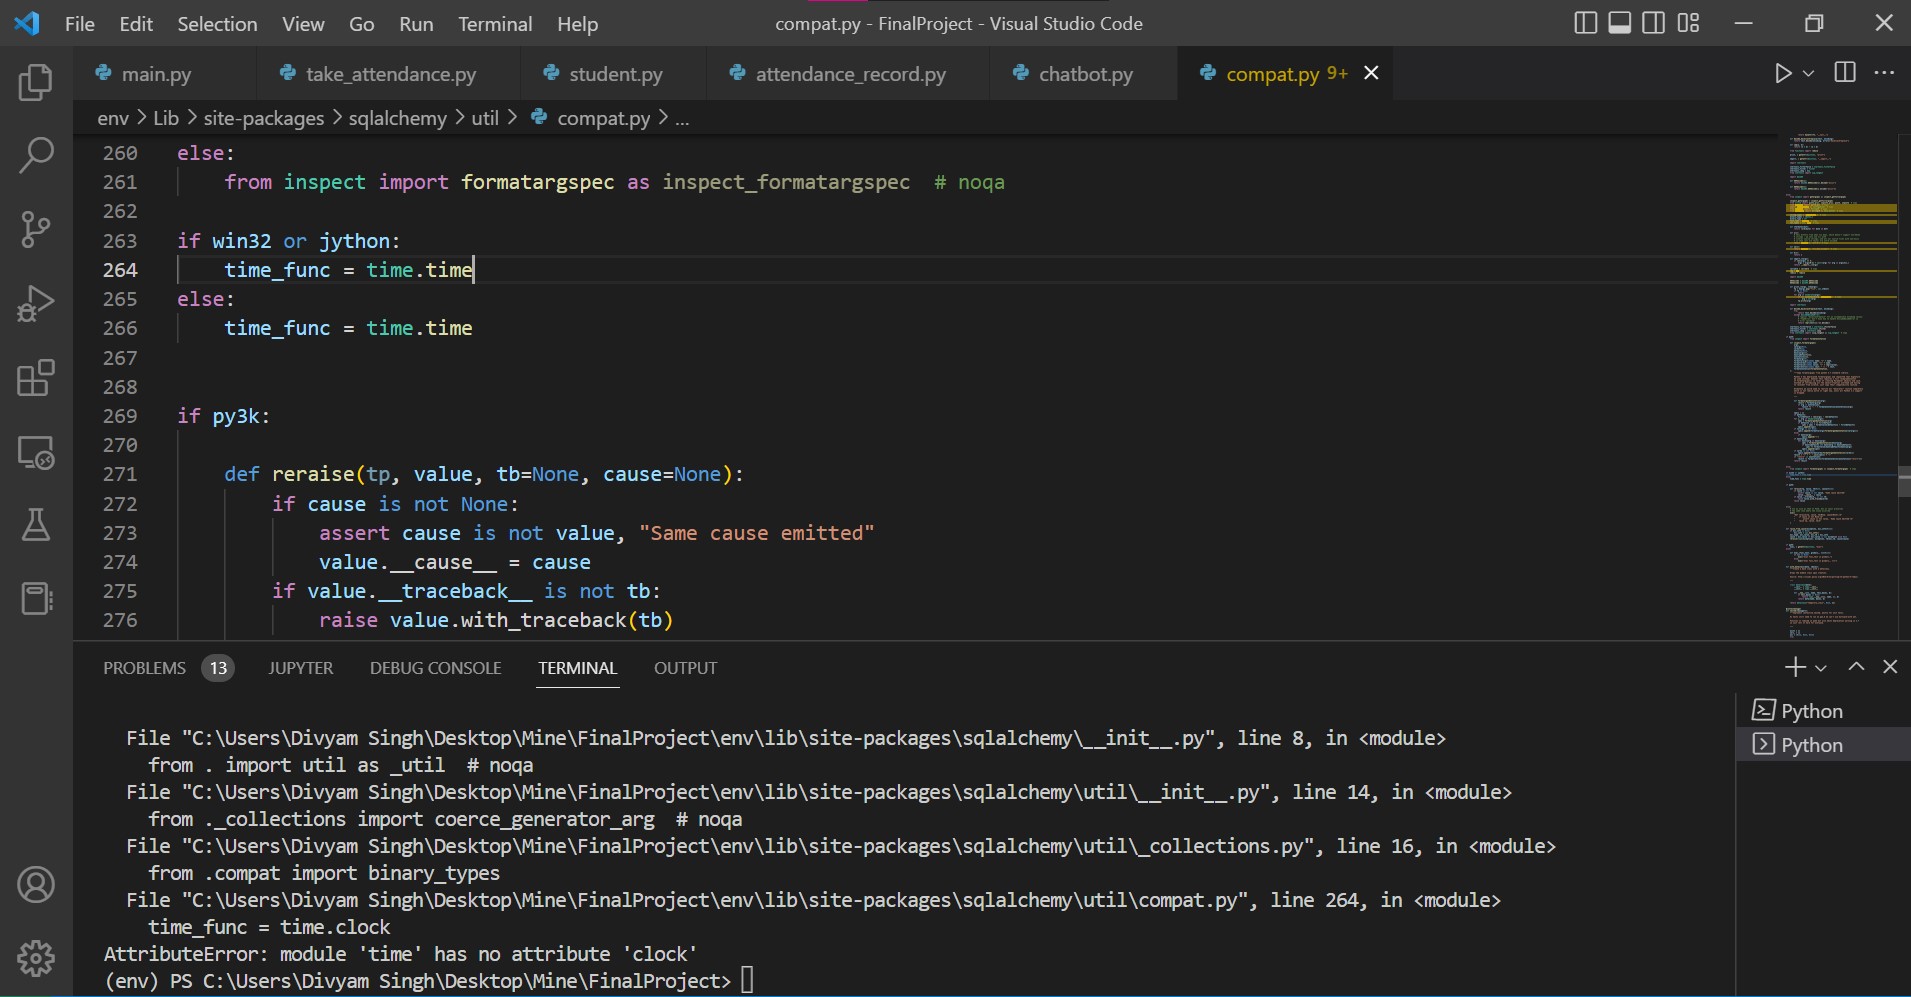 File Edit Selection View Go Run Terminal Help compat.py - FinalProject - Visual Studio Code
main.py take_attendance.py student.py attendance_record.py chatbot.py compat.py 9+
env > Lib > site-packages > sqlalchemy > util > compat.py > ...
260 else:
261 from inspect import formatargspec as inspect_formatargspec # noqa
262
263 if win32 or jython:
264 time_func = time.time
265 else:
266 time_func = time.time
267
268
269 if py3k:
270
271 def reraise(tp, value, tb=None, cause=None):
272 if cause is not None:
273 assert cause is not value, "Same cause emitted"
274 value.__cause__ = cause
275 if value.__traceback__ is not tb:
276 raise value.with_traceback(tb)
PROBLEMS 13 JUPYTER DEBUG CONSOLE TERMINAL OUTPUT
Python
Python
File "C:\Users\Divyam Singh\Desktop\Mine\FinalProject\env\lib\site-packages\sqlalchemy\__init__.py", line 8, in <module>
from . import util as _util # noqa
File "C:\Users\Divyam Singh\Desktop\Mine\FinalProject\env\lib\site-packages\sqlalchemy\util\__init__.py", line 14, in <module>
from ._collections import coerce_generator_arg # noqa
File "C:\Users\Divyam Singh\Desktop\Mine\FinalProject\env\lib\site-packages\sqlalchemy\util\_collections.py", line 16, in <module>
from .compat import binary_types
File "C:\Users\Divyam Singh\Desktop\Mine\FinalProject\env\lib\site-packages\sqlalchemy\util\compat.py", line 264, in <module>
time_func = time.clock
AttributeError: module 'time' has no attribute 'clock'
(env) PS C:\Users\Divyam Singh\Desktop\Mine\FinalProject>